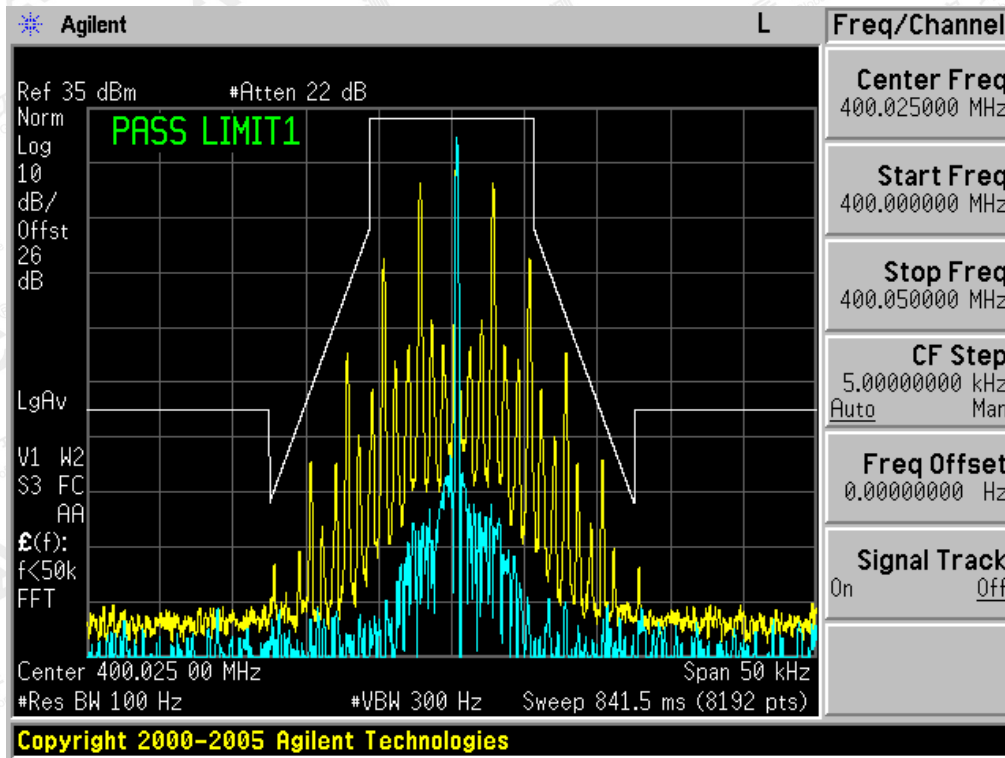 Agilent L Freq/Channel
Ref 35 dBm #Atten 22 dB
Norm
Log
10
dB/
Offst
26
dB
PASS LIMIT1
LgAv
V1 W2
S3 FC
AA
£(f):
f<50k
FFT
Center 400.025 00 MHz Span 50 kHz
#Res BW 100 Hz #VBW 300 Hz Sweep 841.5 ms (8192 pts)
Copyright 2000-2005 Agilent Technologies
Center Freq
400.025000 MHz
Start Freq
400.000000 MHz
Stop Freq
400.050000 MHz
CF Step
5.00000000 kHz
Auto Man
Freq Offset
0.00000000 Hz
Signal Track
On Off